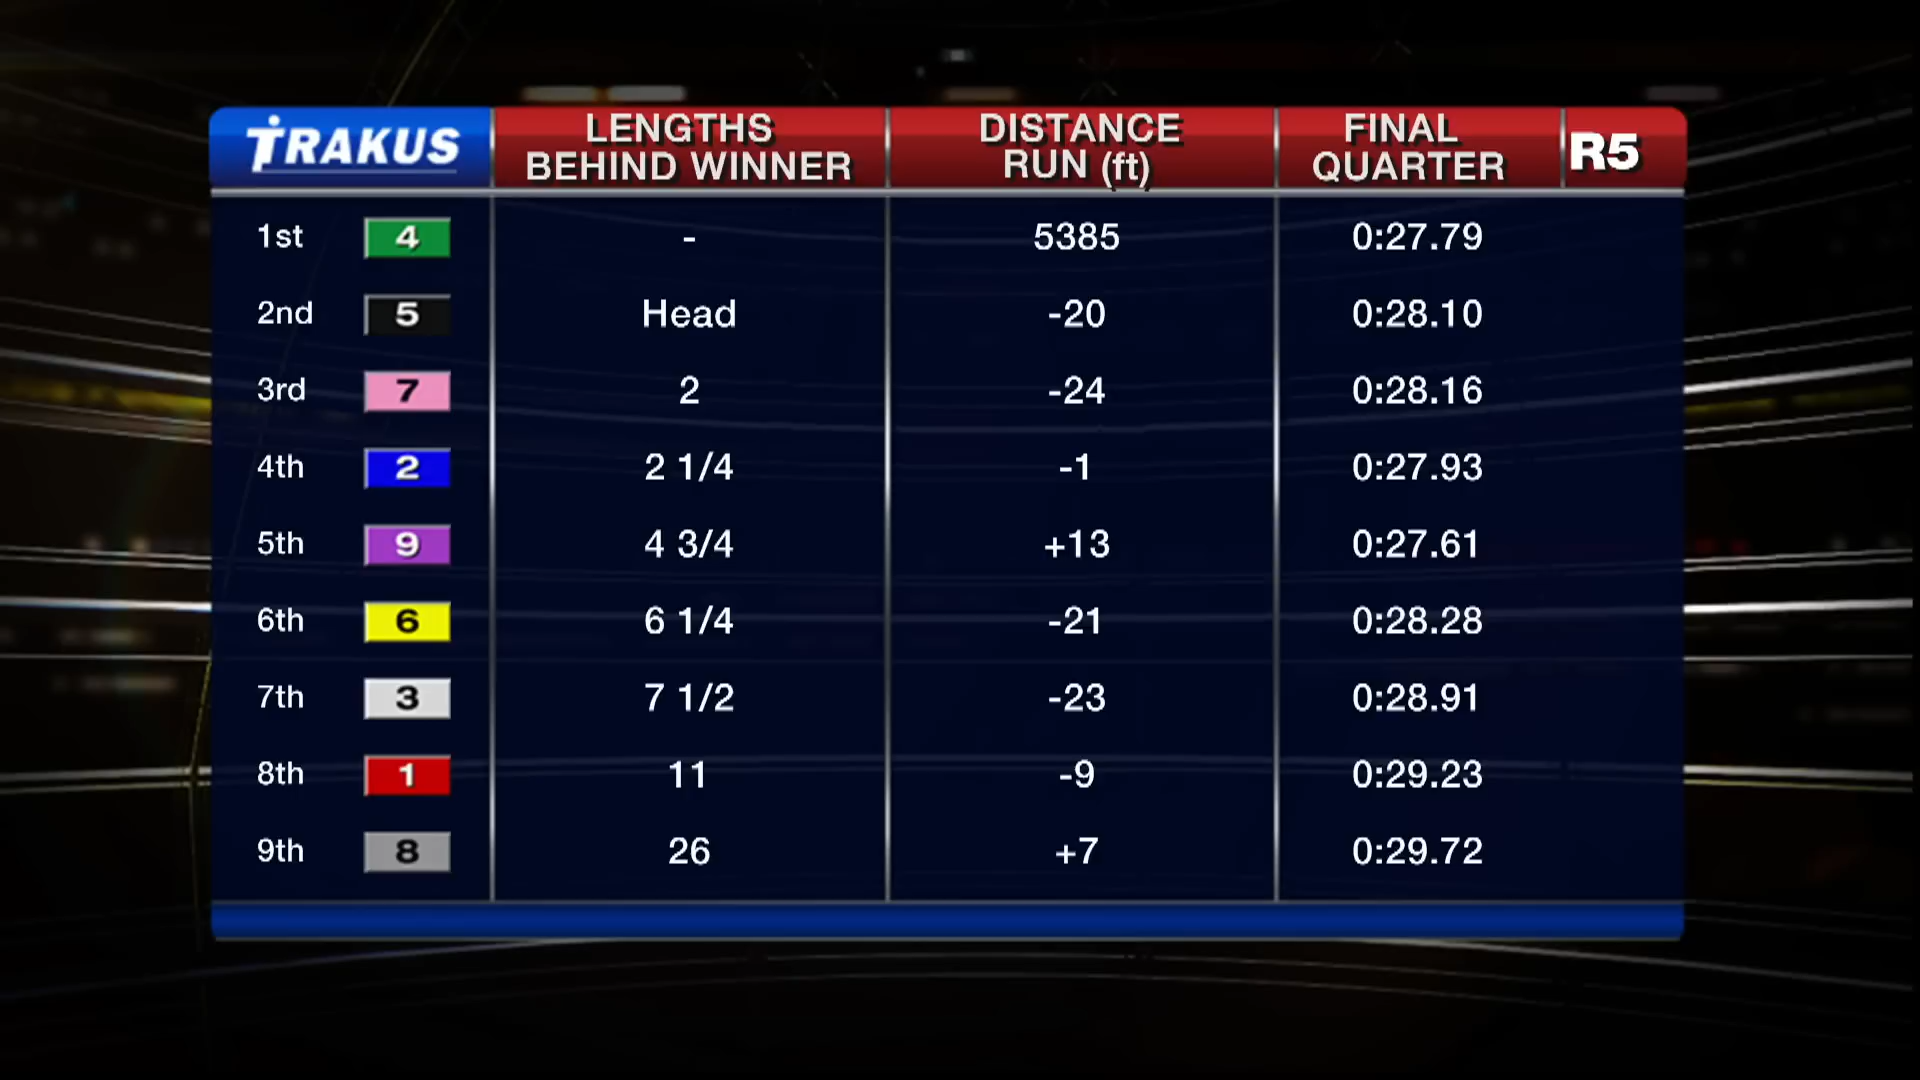 TRAKUS LENGTHS BEHIND WINNER DISTANCE RUN (ft) FINAL QUARTER R5
1st 4 - 5385 0:27.79
2nd 5 Head -20 0:28.10
3rd 7 2 -24 0:28.16
4th 2 2 1/4 -1 0:27.93
5th 9 4 3/4 +13 0:27.61
6th 6 6 1/4 -21 0:28.28
7th 3 7 1/2 -23 0:28.91
8th 1 11 -9 0:29.23
9th 8 26 +7 0:29.72